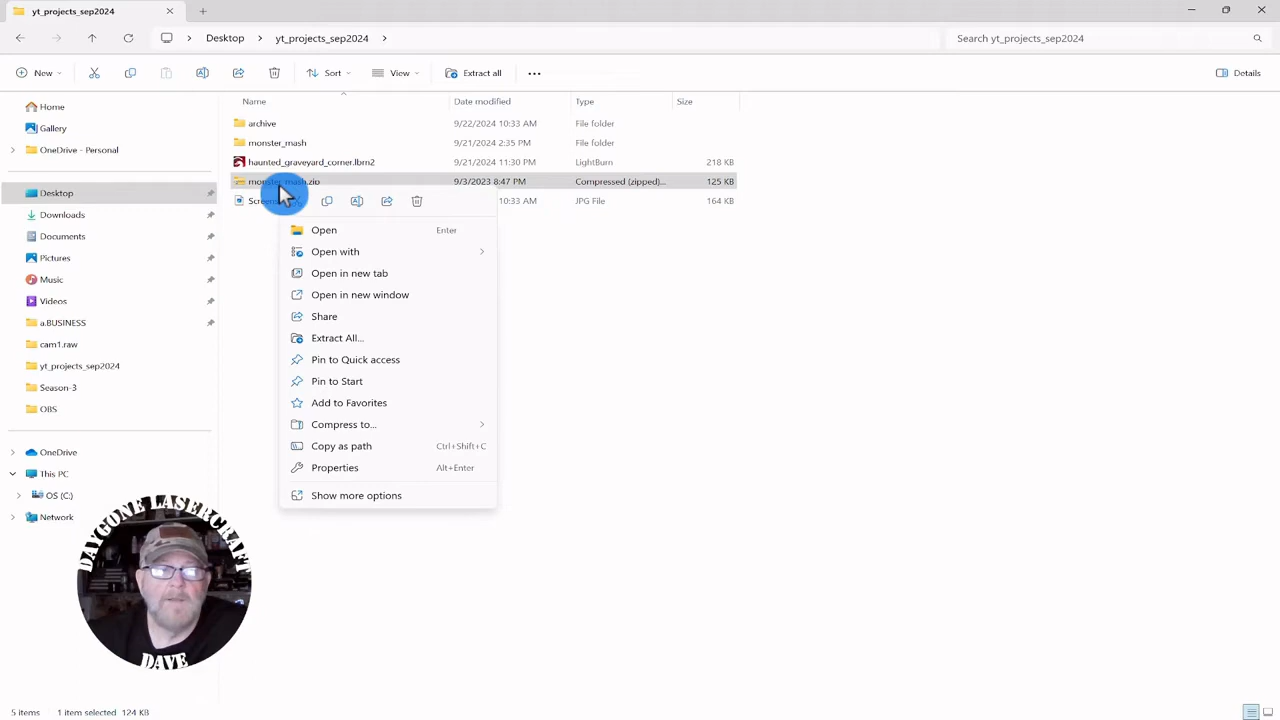 yt_projects_sep2024
Desktop
yt_projects_sep2024
Search yt_projects_sep2024
New
Sort
View
Extract all
Details
Name
Date modified
Type
Size
Home
Gallery
OneDrive - Personal
Desktop
Downloads
Documents
Pictures
Music
Videos
a.BUSINESS
cam1.raw
yt_projects_sep2024
Season-3
OBS
OneDrive
This PC
OS (C:)
Network
archive 9/22/2024 10:33 AM File folder
monster_mash 9/21/2024 2:35 PM File folder
haunted_graveyard_corner.lbrn2 9/21/2024 11:30 PM LightBurn 218 KB
monster_mash.zip 9/3/2023 8:47 PM Compressed (zipped)... 125 KB
10:33 AM JPG File 164 KB
Open Enter
Open with
Open in new tab
Open in new window
Share
Extract All...
Pin to Quick access
Pin to Start
Add to Favorites
Compress to...
Copy as path Ctrl+Shift+C
Properties Alt+Enter
Show more options
DAYGONE LASERCRAFT
DAVE
5 items 1 item selected 124 KB